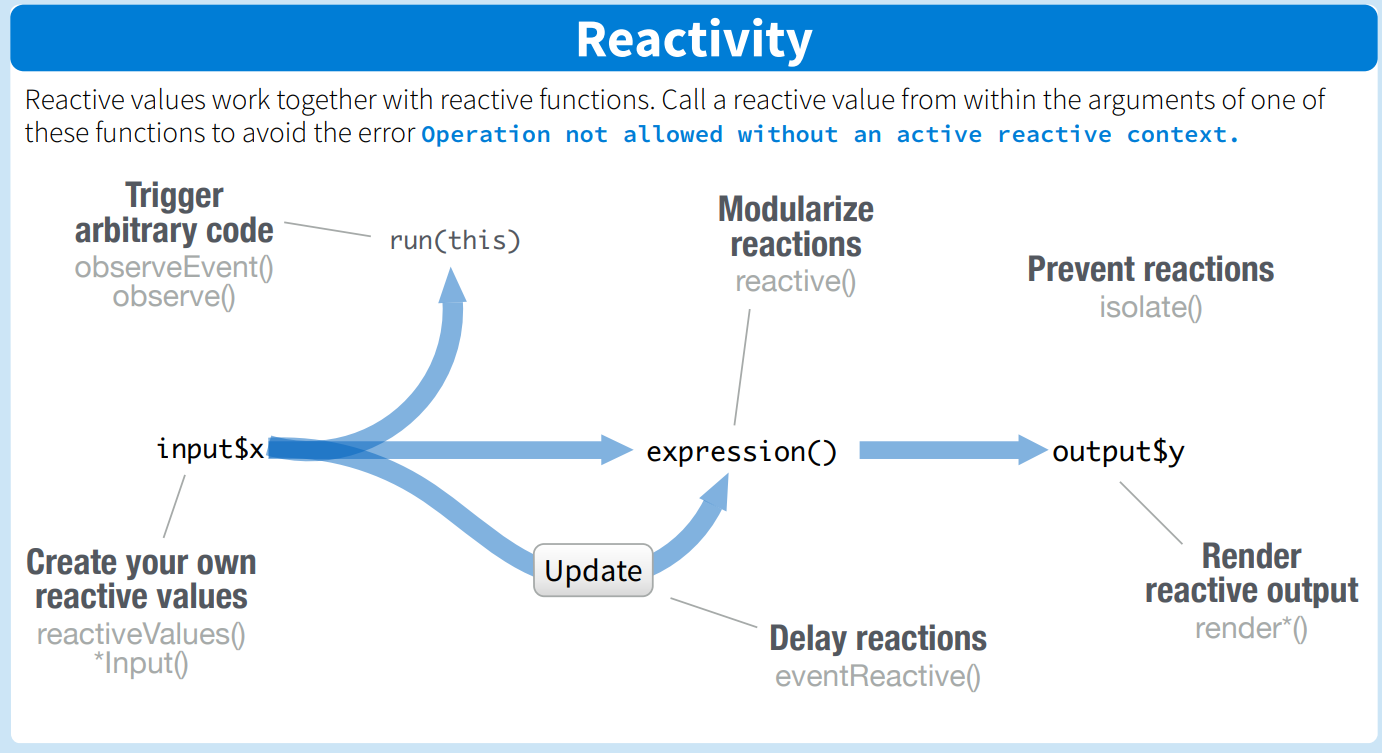 Reactivity
Reactive values work together with reactive functions. Call a reactive value from within the arguments of one of
these functions to avoid the error Operation not allowed without an active reactive context.
Trigger
arbitrary code
observeEvent()
observe()
run(this)
Modularize
reactions
reactive()
Prevent reactions
isolate()
input$x
expression()
output$y
Create your own
reactive values
reactiveValues()
*Input()
Update
Delay reactions
eventReactive()
Render
reactive output
render*()